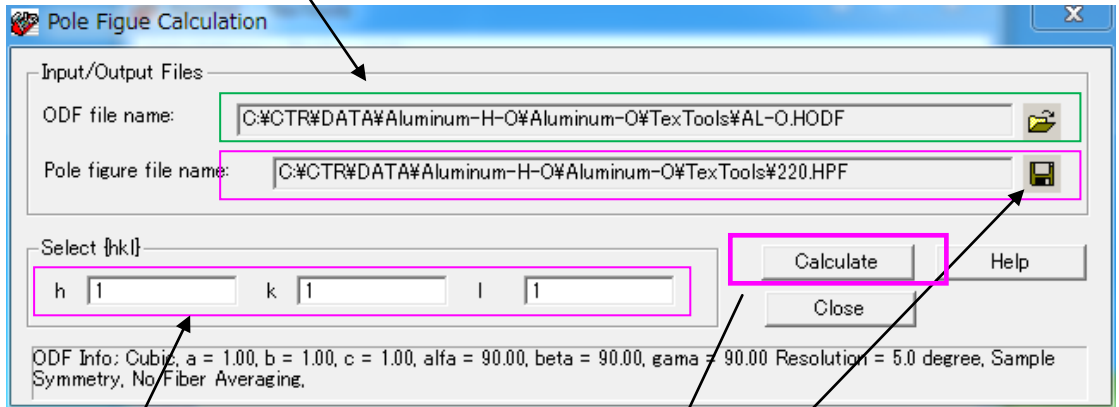 Pole Figue Calculation
x
Input/Output Files
ODF file name: C:¥CTR¥DATA¥Aluminum-H-O¥Aluminum-O¥TexTools¥AL-O.HODF
Pole figure file name: C:¥CTR¥DATA¥Aluminum-H-O¥Aluminum-O¥TexTools¥220.HPF
Select {hkl}
h 1 k 1 l 1
Calculate Help
Close
ODF Info: Cubic, a = 1.00, b = 1.00, c = 1.00, alfa = 90.00, beta = 90.00, gama = 90.00 Resolution = 5.0 degree, Sample
Symmetry, No Fiber Averaging,